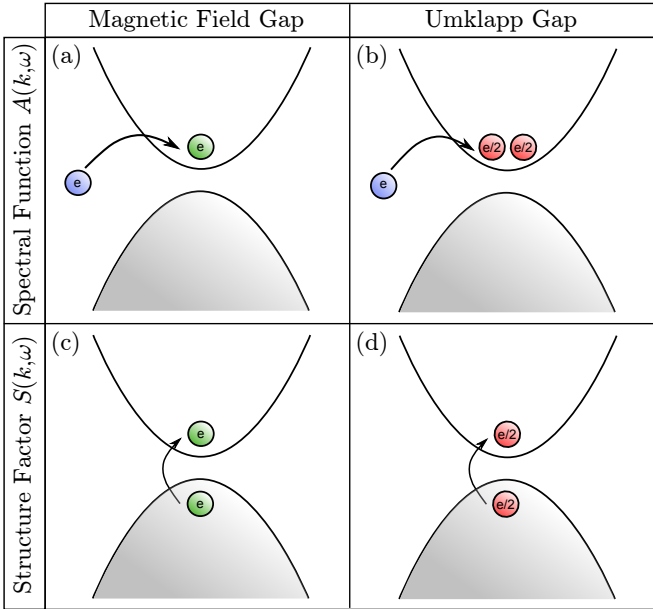 Magnetic Field Gap
Umklapp Gap
Spectral Function A(k,ω)
(a)
e
e
(b)
e/2 e/2
e
Structure Factor S(k,ω)
(c)
e
e
(d)
e/2
e/2